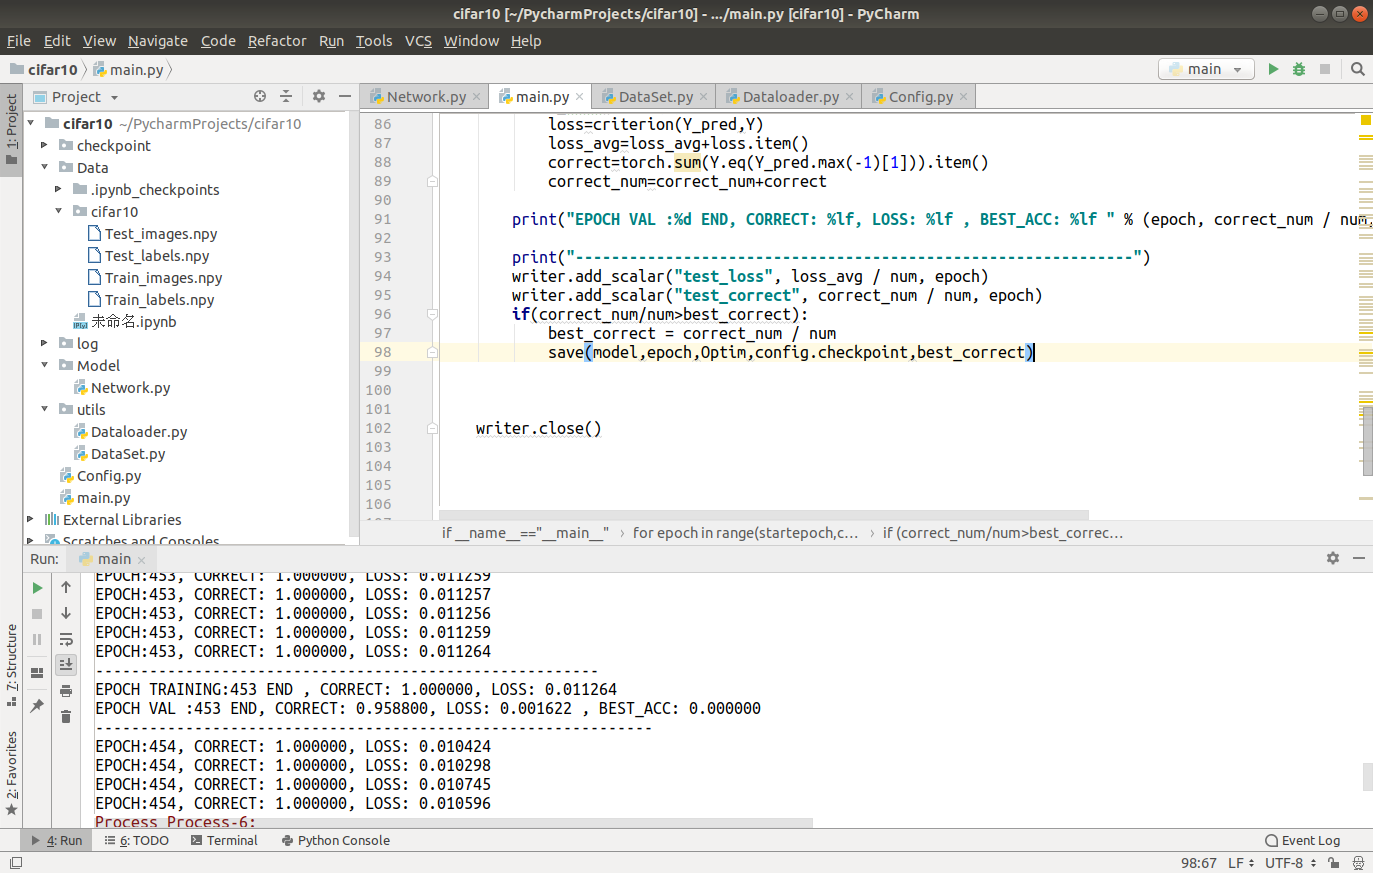 cifar10 [~/PycharmProjects/cifar10] - .../main.py [cifar10] - PyCharm
File Edit View Navigate Code Refactor Run Tools VCS Window Help
cifar10 main.py
main
Project
Network.py main.py DataSet.py Dataloader.py Config.py
1: Project
7: Structure
2: Favorites
cifar10 ~/PycharmProjects/cifar10
checkpoint
Data
.ipynb_checkpoints
cifar10
Test_images.npy
Test_labels.npy
Train_images.npy
Train_labels.npy
未命名.ipynb
log
Model
Network.py
utils
Dataloader.py
DataSet.py
Config.py
main.py
External Libraries
Scratches and Consoles
86 loss=criterion(Y_pred,Y)
87 loss_avg=loss_avg+loss.item()
88 correct=torch.sum(Y.eq(Y_pred.max(-1)[1])).item()
89 correct_num=correct_num+correct
90
91 print("EPOCH VAL :%d END, CORRECT: %lf, LOSS: %lf , BEST_ACC: %lf " % (epoch, correct_num / num,
92
93 print("--------------------------------------------------------------")
94 writer.add_scalar("test_loss", loss_avg / num, epoch)
95 writer.add_scalar("test_correct", correct_num / num, epoch)
96 if(correct_num/num>best_correct):
97 best_correct = correct_num / num
98 save(model,epoch,Optim,config.checkpoint,best_correct)
99
100
101
102 writer.close()
103
104
105
106
107
if __name__=="__main__" › for epoch in range(startepoch,c... › if (correct_num/num>best_correc...
Run: main
EPOCH:453, CORRECT: 1.000000, LOSS: 0.011259
EPOCH:453, CORRECT: 1.000000, LOSS: 0.011257
EPOCH:453, CORRECT: 1.000000, LOSS: 0.011256
EPOCH:453, CORRECT: 1.000000, LOSS: 0.011259
EPOCH:453, CORRECT: 1.000000, LOSS: 0.011264
--------------------------------------------------------
EPOCH TRAINING:453 END , CORRECT: 1.000000, LOSS: 0.011264
EPOCH VAL :453 END, CORRECT: 0.958800, LOSS: 0.001622 , BEST_ACC: 0.000000
--------------------------------------------------------------
EPOCH:454, CORRECT: 1.000000, LOSS: 0.010424
EPOCH:454, CORRECT: 1.000000, LOSS: 0.010298
EPOCH:454, CORRECT: 1.000000, LOSS: 0.010745
EPOCH:454, CORRECT: 1.000000, LOSS: 0.010596
Process Process-6:
4: Run 6: TODO Terminal Python Console Event Log
98:67 LF UTF-8